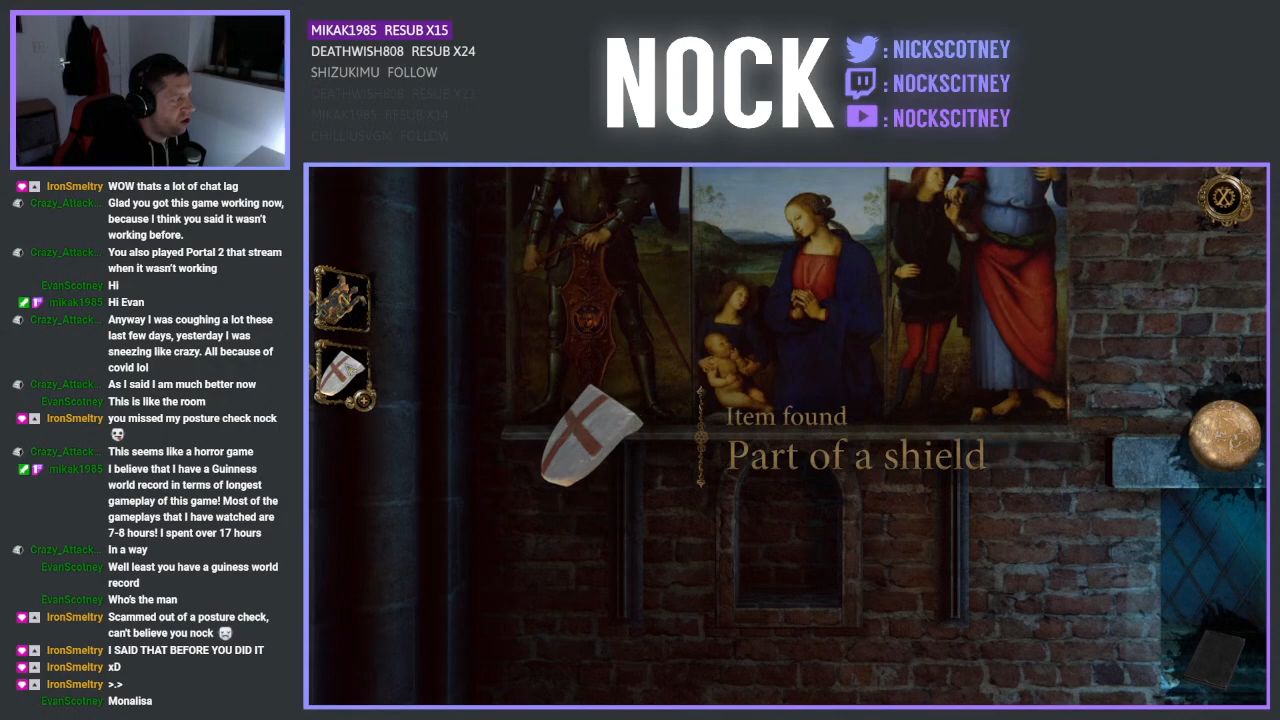 MIKAK1985 RESUB X15
DEATHWISH808 RESUB X24
SHIZUKIMU FOLLOW
DEATHWISH808 RESUB X23
MIKAK1985 RESUB X14
NOCK
: NICKSCOTNEY
: NOCKSCITNEY
: NOCKSCITNEY
IronSmeltry WOW thats a lot of chat lag
Crazy_Attack... Glad you got this game working now,
because I think you said it wasn't
working before.
Crazy_Attack... You also played Portal 2 that stream
when it wasn't working
EvanScotney Hi
mikak1985 Hi Evan
Crazy_Attack... Anyway I was coughing a lot these
last few days, yesterday I was
sneezing like crazy. All because of
covid lol
Crazy_Attack... As I said I am much better now
EvanScotney This is like the room
IronSmeltry you missed my posture check nock
Crazy_Attack... This seems like a horror game
mikak1985 I believe that I have a Guinness
world record in terms of longest
gameplay of this game! Most of the
gameplays that I have watched are
7-8 hours! I spent over 17 hours
Crazy_Attack... In a way
EvanScotney Well least you have a guiness world
record
EvanScotney Who's the man
IronSmeltry Scammed out of a posture check,
can't believe you nock
IronSmeltry I SAID THAT BEFORE YOU DID IT
IronSmeltry xD
IronSmeltry >.>
EvanScotney Monalisa
Item found
Part of a shield